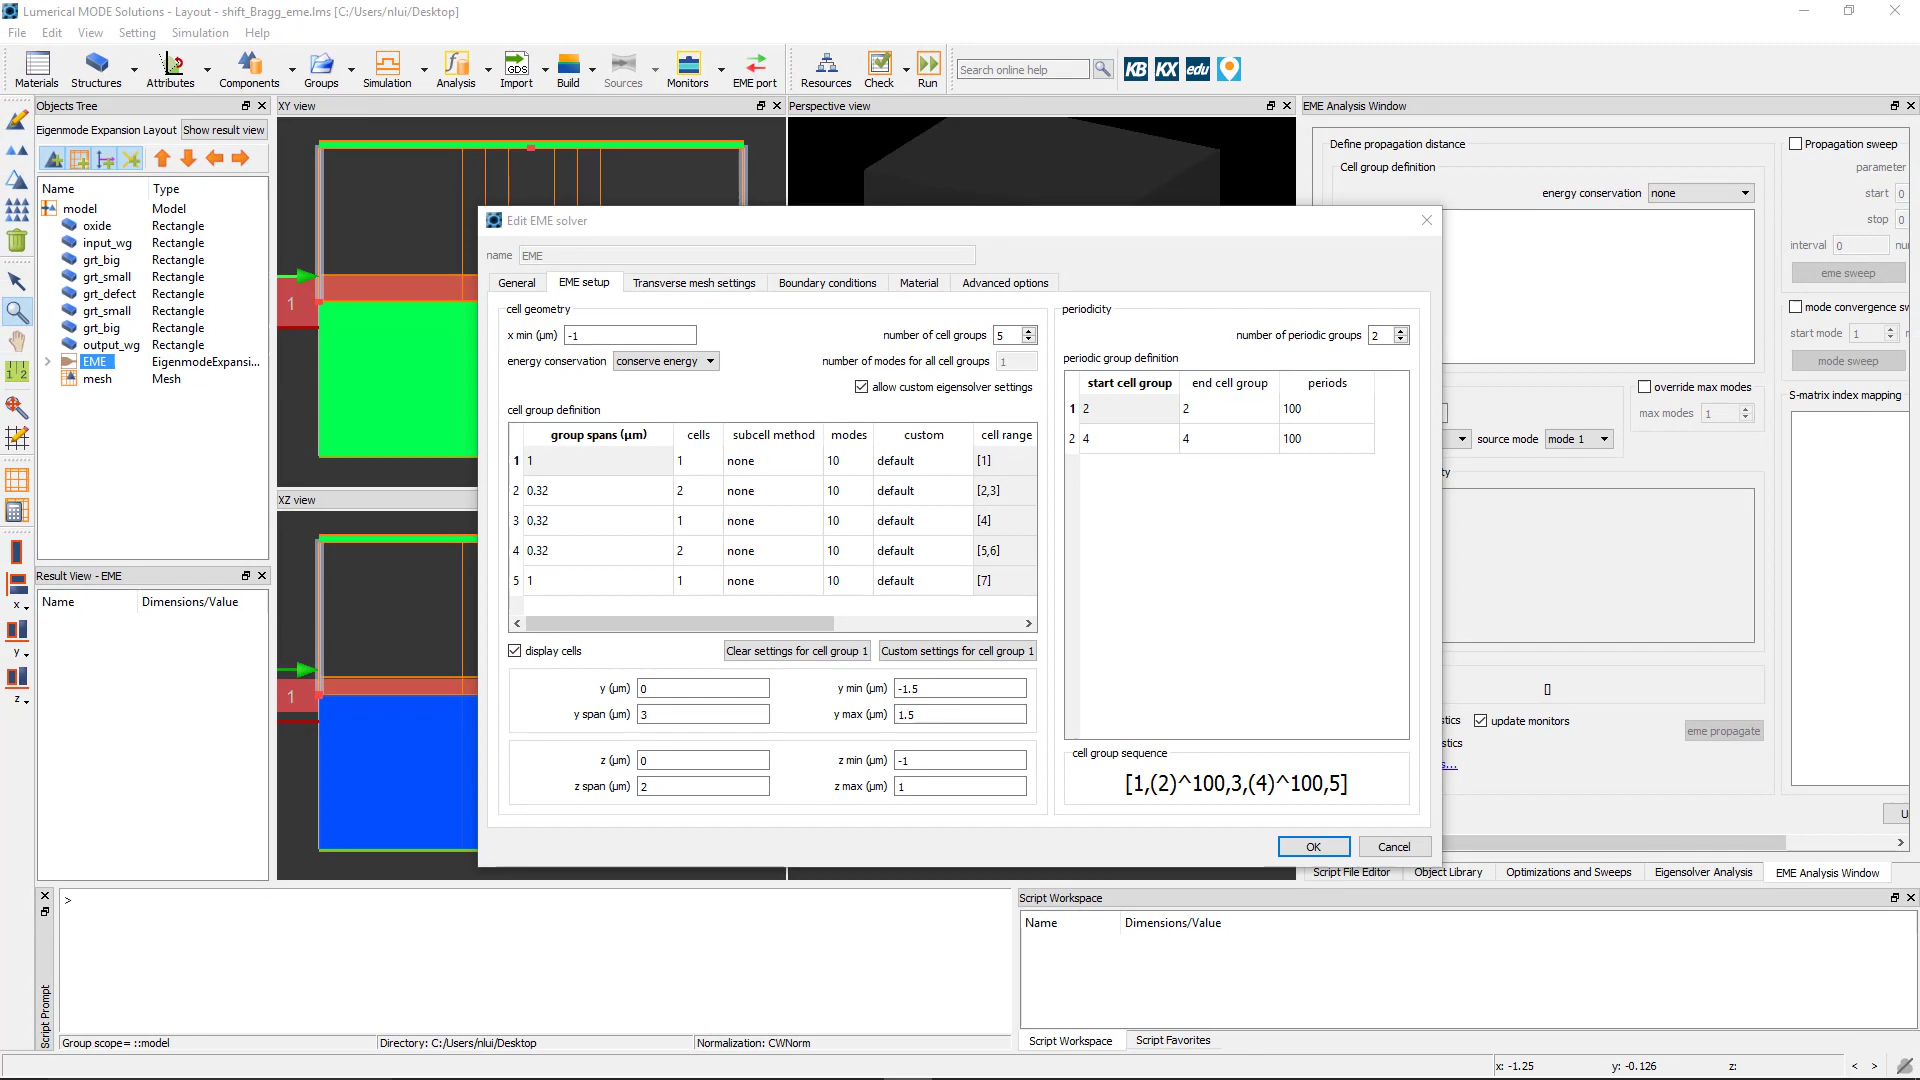 Lumerical MODE Solutions - Layout - shift_Bragg_eme.lms [C:/Users/nlui/Desktop]
File Edit View Setting Simulation Help
Materials Structures Attributes Components Groups Simulation Analysis Import Build Sources Monitors EME port Resources Check Run
GDS
Search online help
KB KX edu
Objects Tree
Eigenmode Expansion Layout Show result view
Name Type
model Model
oxide Rectangle
input_wg Rectangle
grt_big Rectangle
grt_small Rectangle
grt_defect Rectangle
grt_small Rectangle
grt_big Rectangle
output_wg Rectangle
EME EigenmodeExpansi...
mesh Mesh
Result View - EME
Name Dimensions/Value
x
y
z
XY view
1
XZ view
1
Perspective view
Edit EME solver
name EME
General EME setup Transverse mesh settings Boundary conditions Material Advanced options
cell geometry
x min (μm) -1 number of cell groups 5
energy conservation conserve energy number of modes for all cell groups 1
allow custom eigensolver settings
cell group definition
group spans (μm) cells subcell method modes custom cell range
1 1 1 none 10 default [1]
2 0.32 2 none 10 default [2,3]
3 0.32 1 none 10 default [4]
4 0.32 2 none 10 default [5,6]
5 1 1 none 10 default [7]
display cells Clear settings for cell group 1 Custom settings for cell group 1
y (μm) 0 y min (μm) -1.5
y span (μm) 3 y max (μm) 1.5
z (μm) 0 z min (μm) -1
z span (μm) 2 z max (μm) 1
periodicity
number of periodic groups 2
periodic group definition
start cell group end cell group periods
1 2 2 100
2 4 4 100
cell group sequence
[1,(2)^100,3,(4)^100,5]
OK Cancel
EME Analysis Window
Define propagation distance
Cell group definition
energy conservation none
Propagation sweep
parameter
start 0
stop 0
interval 0
eme sweep
mode convergence sw
start mode 1
mode sweep
override max modes
max modes 1
S-matrix index mapping
source mode mode 1
[]
update monitors
eme propagate
Script File Editor Object Library Optimizations and Sweeps Eigensolver Analysis EME Analysis Window
>
Script Prompt
Script Workspace
Name Dimensions/Value
Script Workspace Script Favorites
Group scope= ::model Directory: C:/Users/nlui/Desktop Normalization: CWNorm
x: -1.25 y: -0.126 z: < >